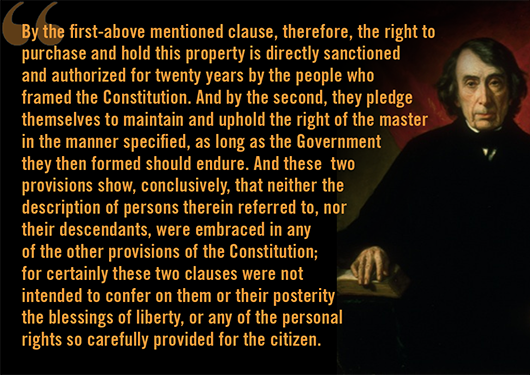 “
By the first-above mentioned clause, therefore, the right to
purchase and hold this property is directly sanctioned
and authorized for twenty years by the people who
framed the Constitution. And by the second, they pledge
themselves to maintain and uphold the right of the master
in the manner specified, as long as the Government
they then formed should endure. And these two
provisions show, conclusively, that neither the
description of persons therein referred to, nor
their descendants, were embraced in any
of the other provisions of the Constitution;
for certainly these two clauses were not
intended to confer on them or their posterity
the blessings of liberty, or any of the personal
rights so carefully provided for the citizen.